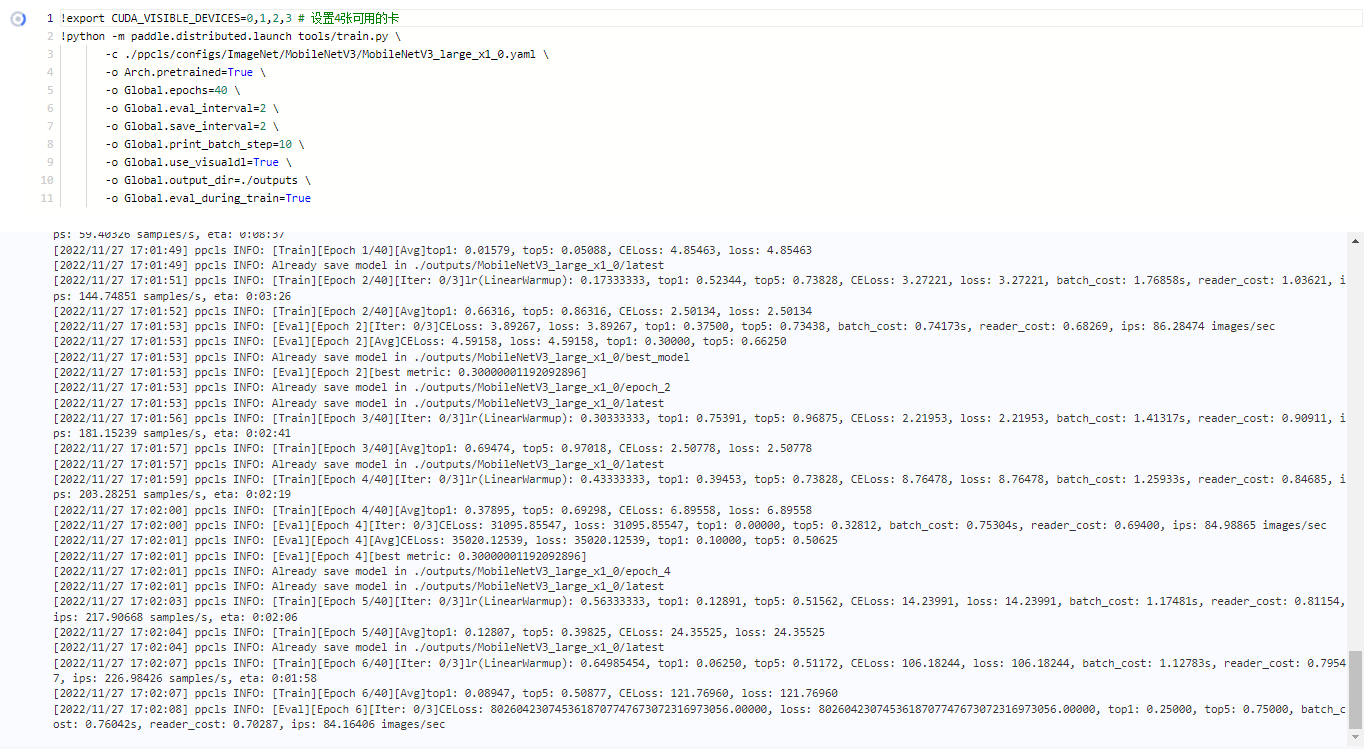 1 !export CUDA_VISIBLE_DEVICES=0,1,2,3 # 设置4张可用的卡
2 !python -m paddle.distributed.launch tools/train.py \
3 -c ./ppcls/configs/ImageNet/MobileNetV3/MobileNetV3_large_x1_0.yaml \
4 -o Arch.pretrained=True \
5 -o Global.epochs=40 \
6 -o Global.eval_interval=2 \
7 -o Global.save_interval=2 \
8 -o Global.print_batch_step=10 \
9 -o Global.use_visualdl=True \
10 -o Global.output_dir=./outputs \
11 -o Global.eval_during_train=True
ps: 59.40326 samples/s, eta: 0:08:37
[2022/11/27 17:01:49] ppcls INFO: [Train][Epoch 1/40][Avg]top1: 0.01579, top5: 0.05088, CELoss: 4.85463, loss: 4.85463
[2022/11/27 17:01:49] ppcls INFO: Already save model in ./outputs/MobileNetV3_large_x1_0/latest
[2022/11/27 17:01:51] ppcls INFO: [Train][Epoch 2/40][Iter: 0/3]lr(LinearWarmup): 0.17333333, top1: 0.52344, top5: 0.73828, CELoss: 3.27221, loss: 3.27221, batch_cost: 1.76858s, reader_cost: 1.03621, i
ps: 144.74851 samples/s, eta: 0:03:26
[2022/11/27 17:01:52] ppcls INFO: [Train][Epoch 2/40][Avg]top1: 0.66316, top5: 0.86316, CELoss: 2.50134, loss: 2.50134
[2022/11/27 17:01:53] ppcls INFO: [Eval][Epoch 2][Iter: 0/3]CELoss: 3.89267, loss: 3.89267, top1: 0.37500, top5: 0.73438, batch_cost: 0.74173s, reader_cost: 0.68269, ips: 86.28474 images/sec
[2022/11/27 17:01:53] ppcls INFO: [Eval][Epoch 2][Avg]CELoss: 4.59158, loss: 4.59158, top1: 0.30000, top5: 0.66250
[2022/11/27 17:01:53] ppcls INFO: Already save model in ./outputs/MobileNetV3_large_x1_0/best_model
[2022/11/27 17:01:53] ppcls INFO: [Eval][Epoch 2][best metric: 0.30000001192092896]
[2022/11/27 17:01:53] ppcls INFO: Already save model in ./outputs/MobileNetV3_large_x1_0/epoch_2
[2022/11/27 17:01:53] ppcls INFO: Already save model in ./outputs/MobileNetV3_large_x1_0/latest
[2022/11/27 17:01:56] ppcls INFO: [Train][Epoch 3/40][Iter: 0/3]lr(LinearWarmup): 0.30333333, top1: 0.75391, top5: 0.96875, CELoss: 2.21953, loss: 2.21953, batch_cost: 1.41317s, reader_cost: 0.90911, i
ps: 181.15239 samples/s, eta: 0:02:41
[2022/11/27 17:01:57] ppcls INFO: [Train][Epoch 3/40][Avg]top1: 0.69474, top5: 0.97018, CELoss: 2.50778, loss: 2.50778
[2022/11/27 17:01:57] ppcls INFO: Already save model in ./outputs/MobileNetV3_large_x1_0/latest
[2022/11/27 17:01:59] ppcls INFO: [Train][Epoch 4/40][Iter: 0/3]lr(LinearWarmup): 0.43333333, top1: 0.39453, top5: 0.73828, CELoss: 8.76478, loss: 8.76478, batch_cost: 1.25933s, reader_cost: 0.84685, i
ps: 203.28251 samples/s, eta: 0:02:19
[2022/11/27 17:02:00] ppcls INFO: [Train][Epoch 4/40][Avg]top1: 0.37895, top5: 0.69298, CELoss: 6.89558, loss: 6.89558
[2022/11/27 17:02:00] ppcls INFO: [Eval][Epoch 4][Iter: 0/3]CELoss: 31095.85547, loss: 31095.85547, top1: 0.00000, top5: 0.32812, batch_cost: 0.75304s, reader_cost: 0.69400, ips: 84.98865 images/sec
[2022/11/27 17:02:01] ppcls INFO: [Eval][Epoch 4][Avg]CELoss: 35020.12539, loss: 35020.12539, top1: 0.10000, top5: 0.50625
[2022/11/27 17:02:01] ppcls INFO: [Eval][Epoch 4][best metric: 0.30000001192092896]
[2022/11/27 17:02:01] ppcls INFO: Already save model in ./outputs/MobileNetV3_large_x1_0/epoch_4
[2022/11/27 17:02:01] ppcls INFO: Already save model in ./outputs/MobileNetV3_large_x1_0/latest
[2022/11/27 17:02:03] ppcls INFO: [Train][Epoch 5/40][Iter: 0/3]lr(LinearWarmup): 0.56333333, top1: 0.12891, top5: 0.51562, CELoss: 14.23991, loss: 14.23991, batch_cost: 1.17481s, reader_cost: 0.81154,
ips: 217.90668 samples/s, eta: 0:02:06
[2022/11/27 17:02:04] ppcls INFO: [Train][Epoch 5/40][Avg]top1: 0.12807, top5: 0.39825, CELoss: 24.35525, loss: 24.35525
[2022/11/27 17:02:04] ppcls INFO: Already save model in ./outputs/MobileNetV3_large_x1_0/latest
[2022/11/27 17:02:07] ppcls INFO: [Train][Epoch 6/40][Iter: 0/3]lr(LinearWarmup): 0.64985454, top1: 0.06250, top5: 0.51172, CELoss: 106.18244, loss: 106.18244, batch_cost: 1.12783s, reader_cost: 0.7954
7, ips: 226.98426 samples/s, eta: 0:01:58
[2022/11/27 17:02:07] ppcls INFO: [Train][Epoch 6/40][Avg]top1: 0.08947, top5: 0.50877, CELoss: 121.76960, loss: 121.76960
[2022/11/27 17:02:08] ppcls INFO: [Eval][Epoch 6][Iter: 0/3]CELoss: 8026042307453618707747673072316973056.00000, loss: 8026042307453618707747673072316973056.00000, top1: 0.25000, top5: 0.75000, batch_c
ost: 0.76042s, reader_cost: 0.70287, ips: 84.16406 images/sec